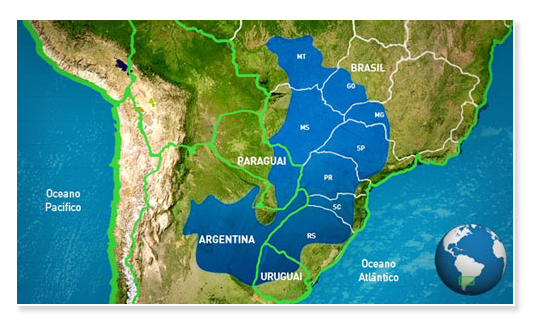 MT
BRASIL
GO
MG
MS
SP
PARAGUAI
PR
Oceano
Pacífico
SC
RS
ARGENTINA
Oceano
Atlântico
URUGUAI